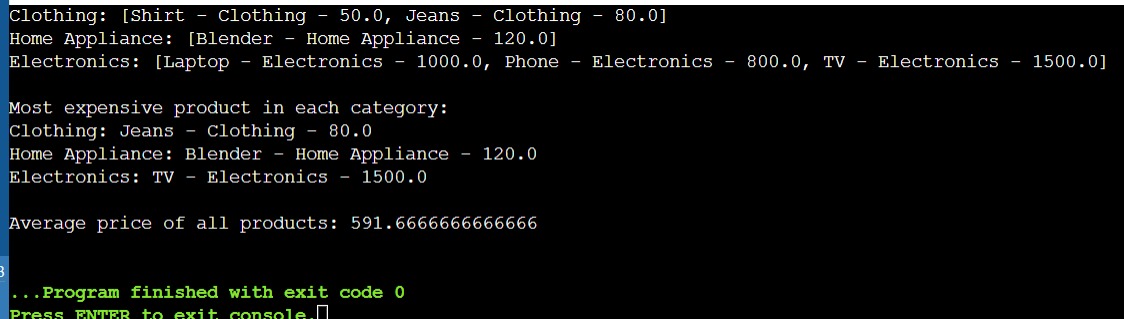 Clothing: [Shirt - Clothing - 50.0, Jeans - Clothing - 80.0]
Home Appliance: [Blender - Home Appliance - 120.0]
Electronics: [Laptop - Electronics - 1000.0, Phone - Electronics - 800.0, TV - Electronics - 1500.0]
Most expensive product in each category:
Clothing: Jeans - Clothing - 80.0
Home Appliance: Blender - Home Appliance - 120.0
Electronics: TV - Electronics - 1500.0
Average price of all products: 591.6666666666666
...Program finished with exit code 0
Press ENTER to exit console.